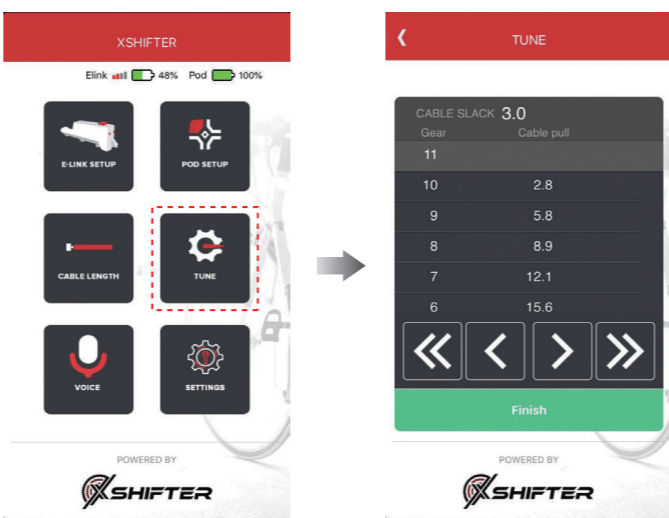 XSHIFTER
Elink 48% Pod 100%
E-LINK SETUP
POD SETUP
CABLE LENGTH
TUNE
VOICE
SETTINGS
POWERED BY
XSHIFTER
TUNE
CABLE SLACK 3.0
Gear Cable pull
11
10 2.8
9 5.8
8 8.9
7 12.1
6 15.6
Finish
POWERED BY
XSHIFTER